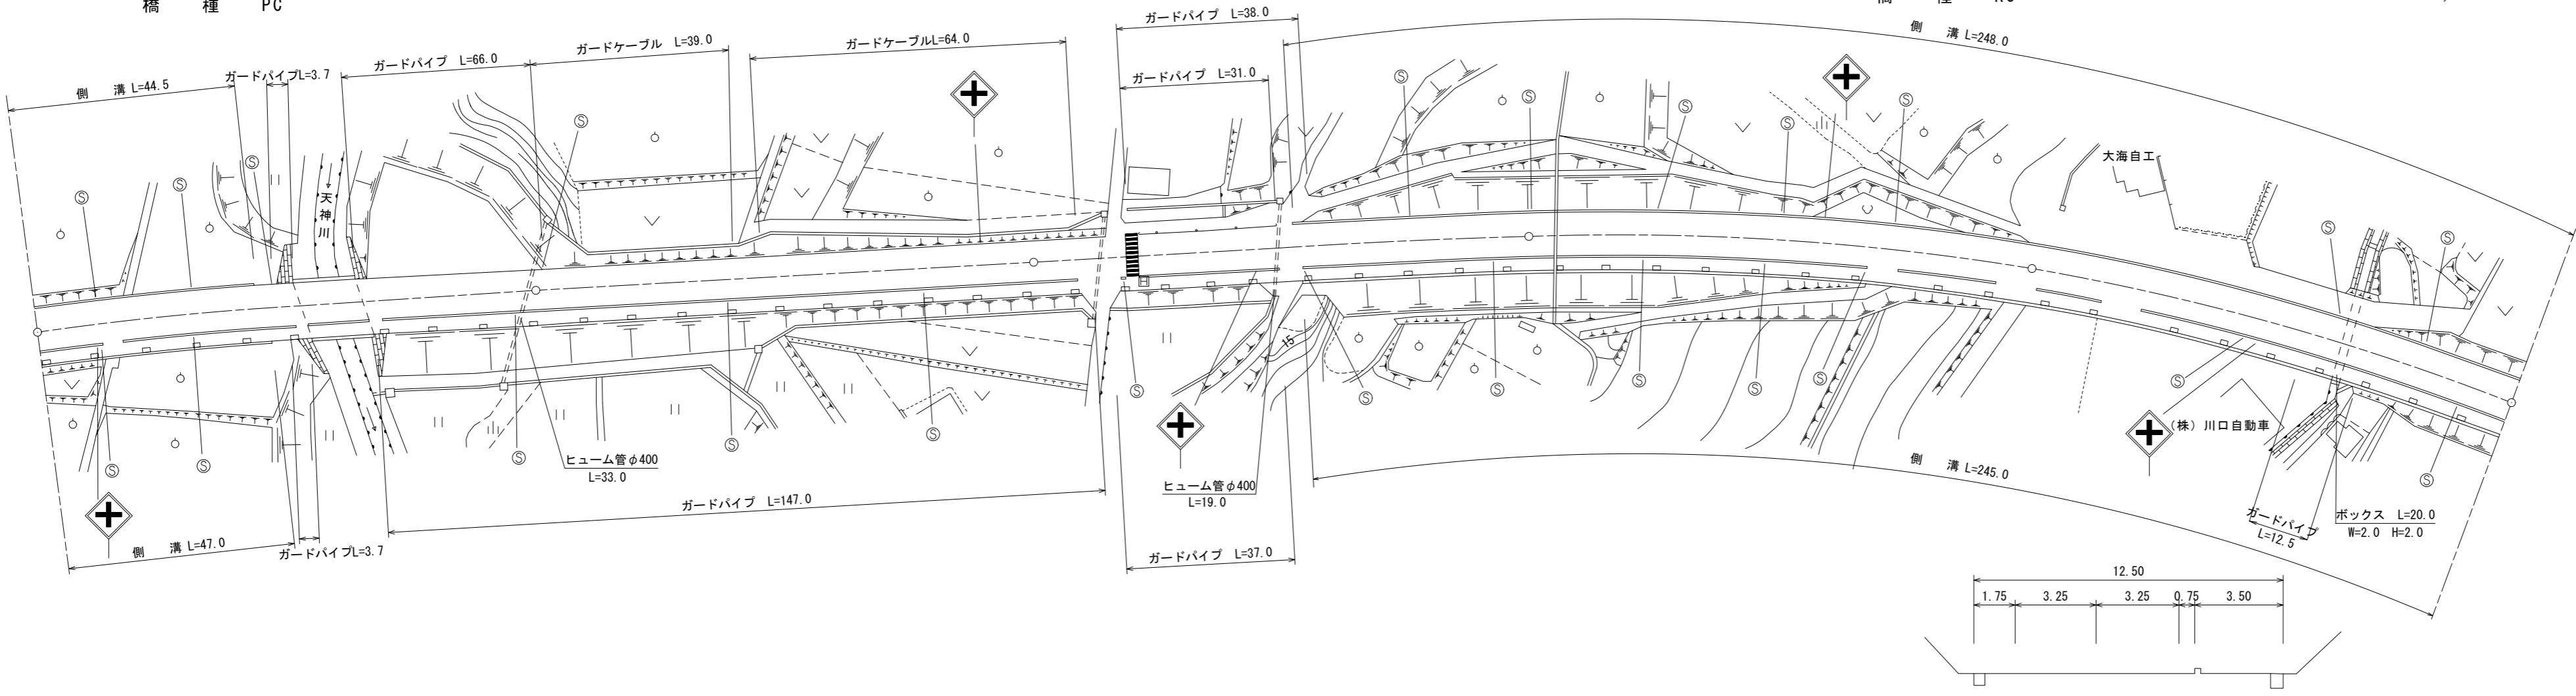 橋　種　PC
橋　種　RC
側　溝 L=44.5
ガードパイプL=3.7
ガードパイプ L=66.0
ガードケーブル L=39.0
ガードケーブルL=64.0
ガードパイプ L=38.0
ガードパイプ L=31.0
側　溝 L=248.0
天神川
大海自工
Ⓢ
Ⓢ
Ⓢ
Ⓢ
Ⓢ
Ⓢ
Ⓢ
Ⓢ
Ⓢ
Ⓢ
Ⓢ
15
Ⓢ
Ⓢ
Ⓢ
Ⓢ
Ⓢ
Ⓢ
Ⓢ
Ⓢ
Ⓢ
Ⓢ
Ⓢ
Ⓢ
Ⓢ
ヒューム管φ400
L=33.0
ヒューム管φ400
L=19.0
(株)川口自動車
ガードパイプ L=147.0
側　溝 L=47.0
ガードパイプL=3.7
ガードパイプ L=37.0
側　溝 L=245.0
ガードパイプ
L=12.5
ボックス L=20.0
W=2.0 H=2.0
12.50
1.75 3.25 3.25 0.75 3.50